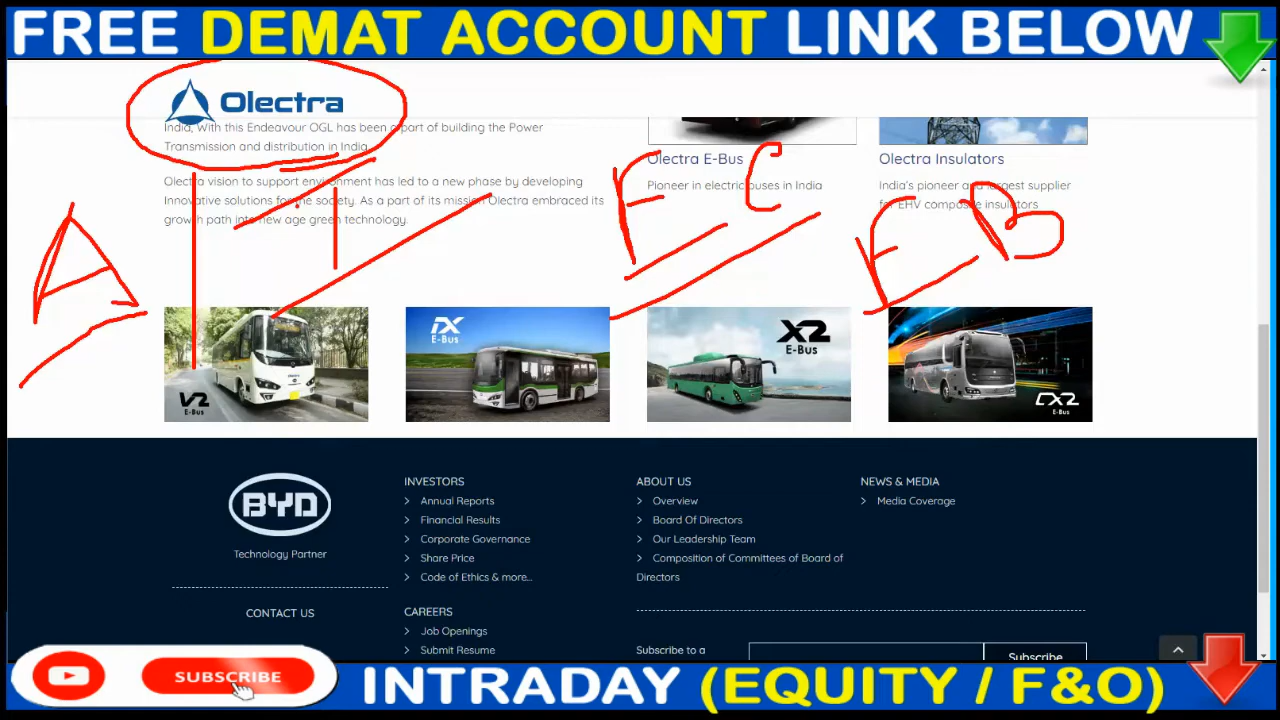 FREE DEMAT ACCOUNT LINK BELOW
Olectra
India, With this Endeavour OGL has been a part of building the Power
Transmission and distribution in India.
Olectra vision to support environment has led to a new phase by developing
Innovative solutions for the society. As a part of its mission Olectra embraced its
growth path into new age green technology.
Olectra E-Bus
Pioneer in electric buses in India
Olectra Insulators
India's pioneer and largest supplier
for EHV composite insulators
A
E C
E B
V2
E-Bus
iX
E-Bus
X2
E-Bus
CX2
E-Bus
BYD
Technology Partner
CONTACT US
INVESTORS
> Annual Reports
> Financial Results
> Corporate Governance
> Share Price
> Code of Ethics & more...
CAREERS
> Job Openings
> Submit Resume
ABOUT US
> Overview
> Board Of Directors
> Our Leadership Team
> Composition of Committees of Board of
Directors
Subscribe to a
Subscribe
NEWS & MEDIA
> Media Coverage
SUBSCRIBE
INTRADAY (EQUITY / F&O)